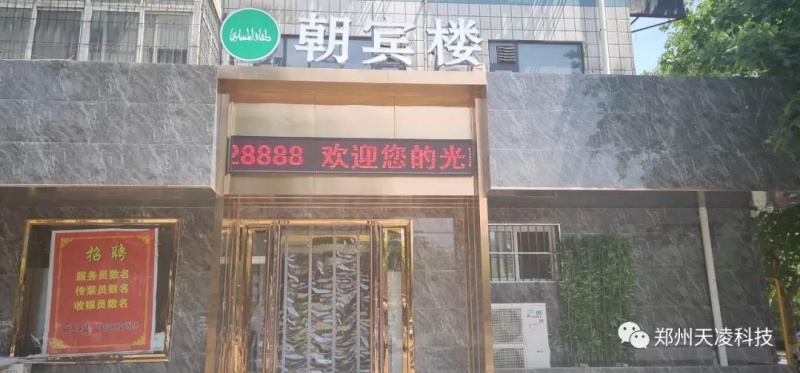 朝宾楼
28888 欢迎您的光
招聘
服务员数名
传菜员数名
收银员数名
郑州天凌科技